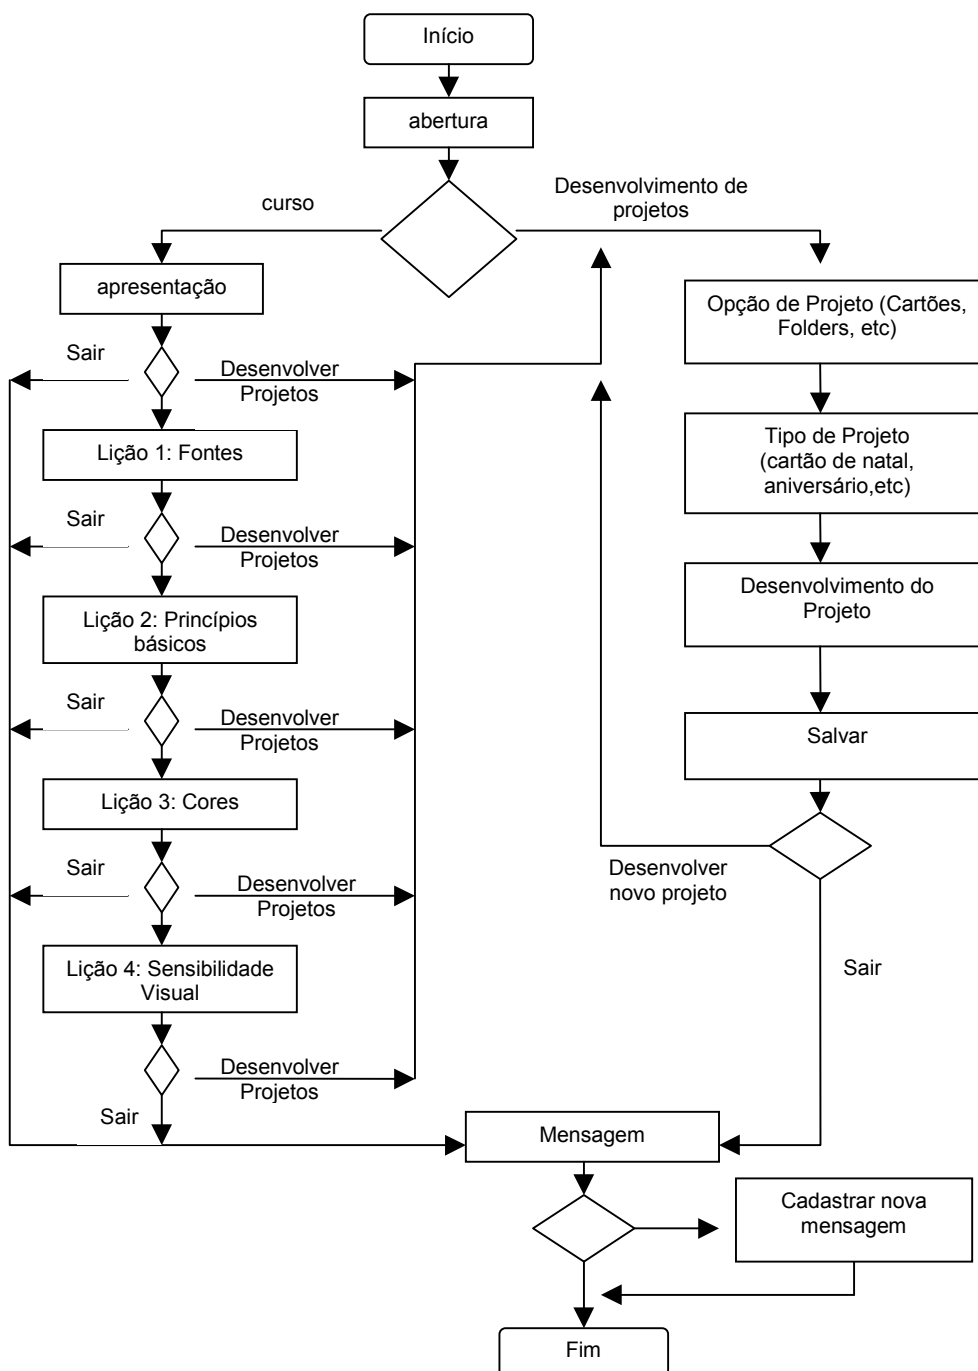 Início
abertura
curso
Desenvolvimento de
projetos
apresentação
Opção de Projeto (Cartões,
Folders, etc)
Sair
Desenvolver
Projetos
Lição 1: Fontes
Tipo de Projeto
(cartão de natal,
aniversário,etc)
Sair
Desenvolver
Projetos
Desenvolvimento do
Projeto
Lição 2: Princípios
básicos
Sair
Desenvolver
Projetos
Salvar
Lição 3: Cores
Sair
Desenvolver
Projetos
Desenvolver
novo projeto
Lição 4: Sensibilidade
Visual
Sair
Desenvolver
Projetos
Sair
Mensagem
Cadastrar nova
mensagem
Fim